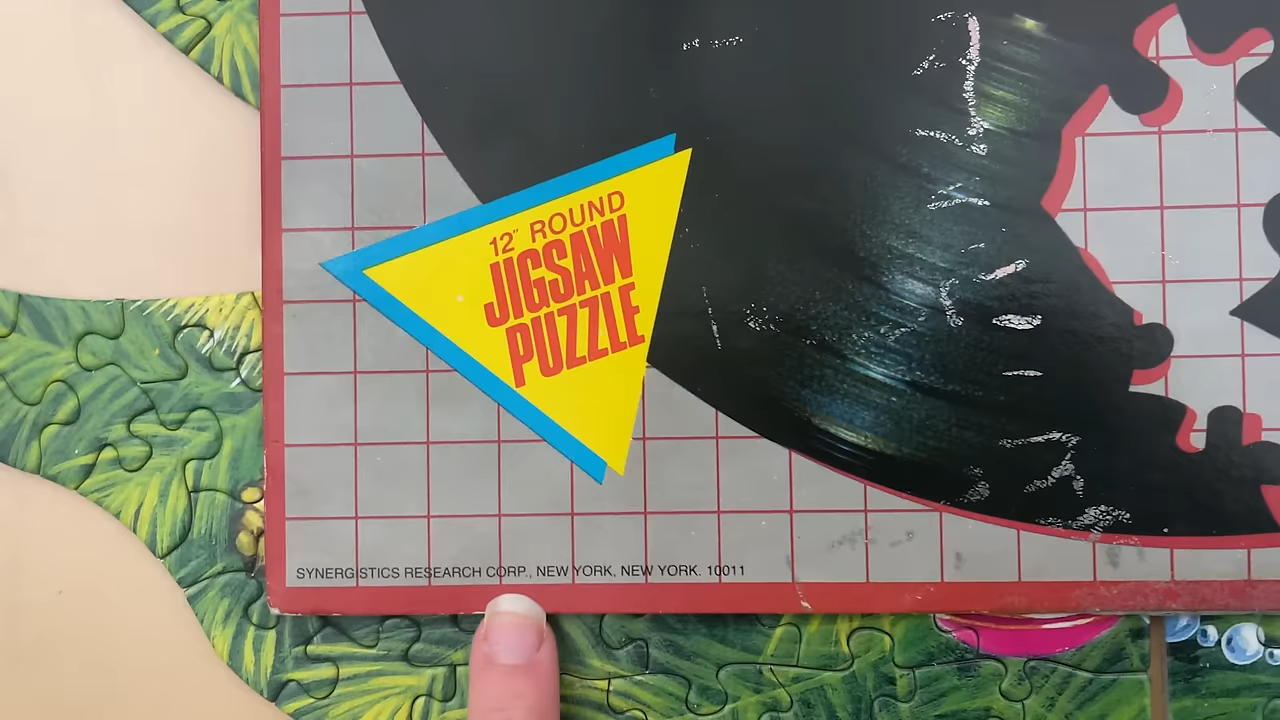 12" ROUND
JIGSAW
PUZZLE
SYNERGISTICS RESEARCH CORP., NEW YORK, NEW YORK. 10011